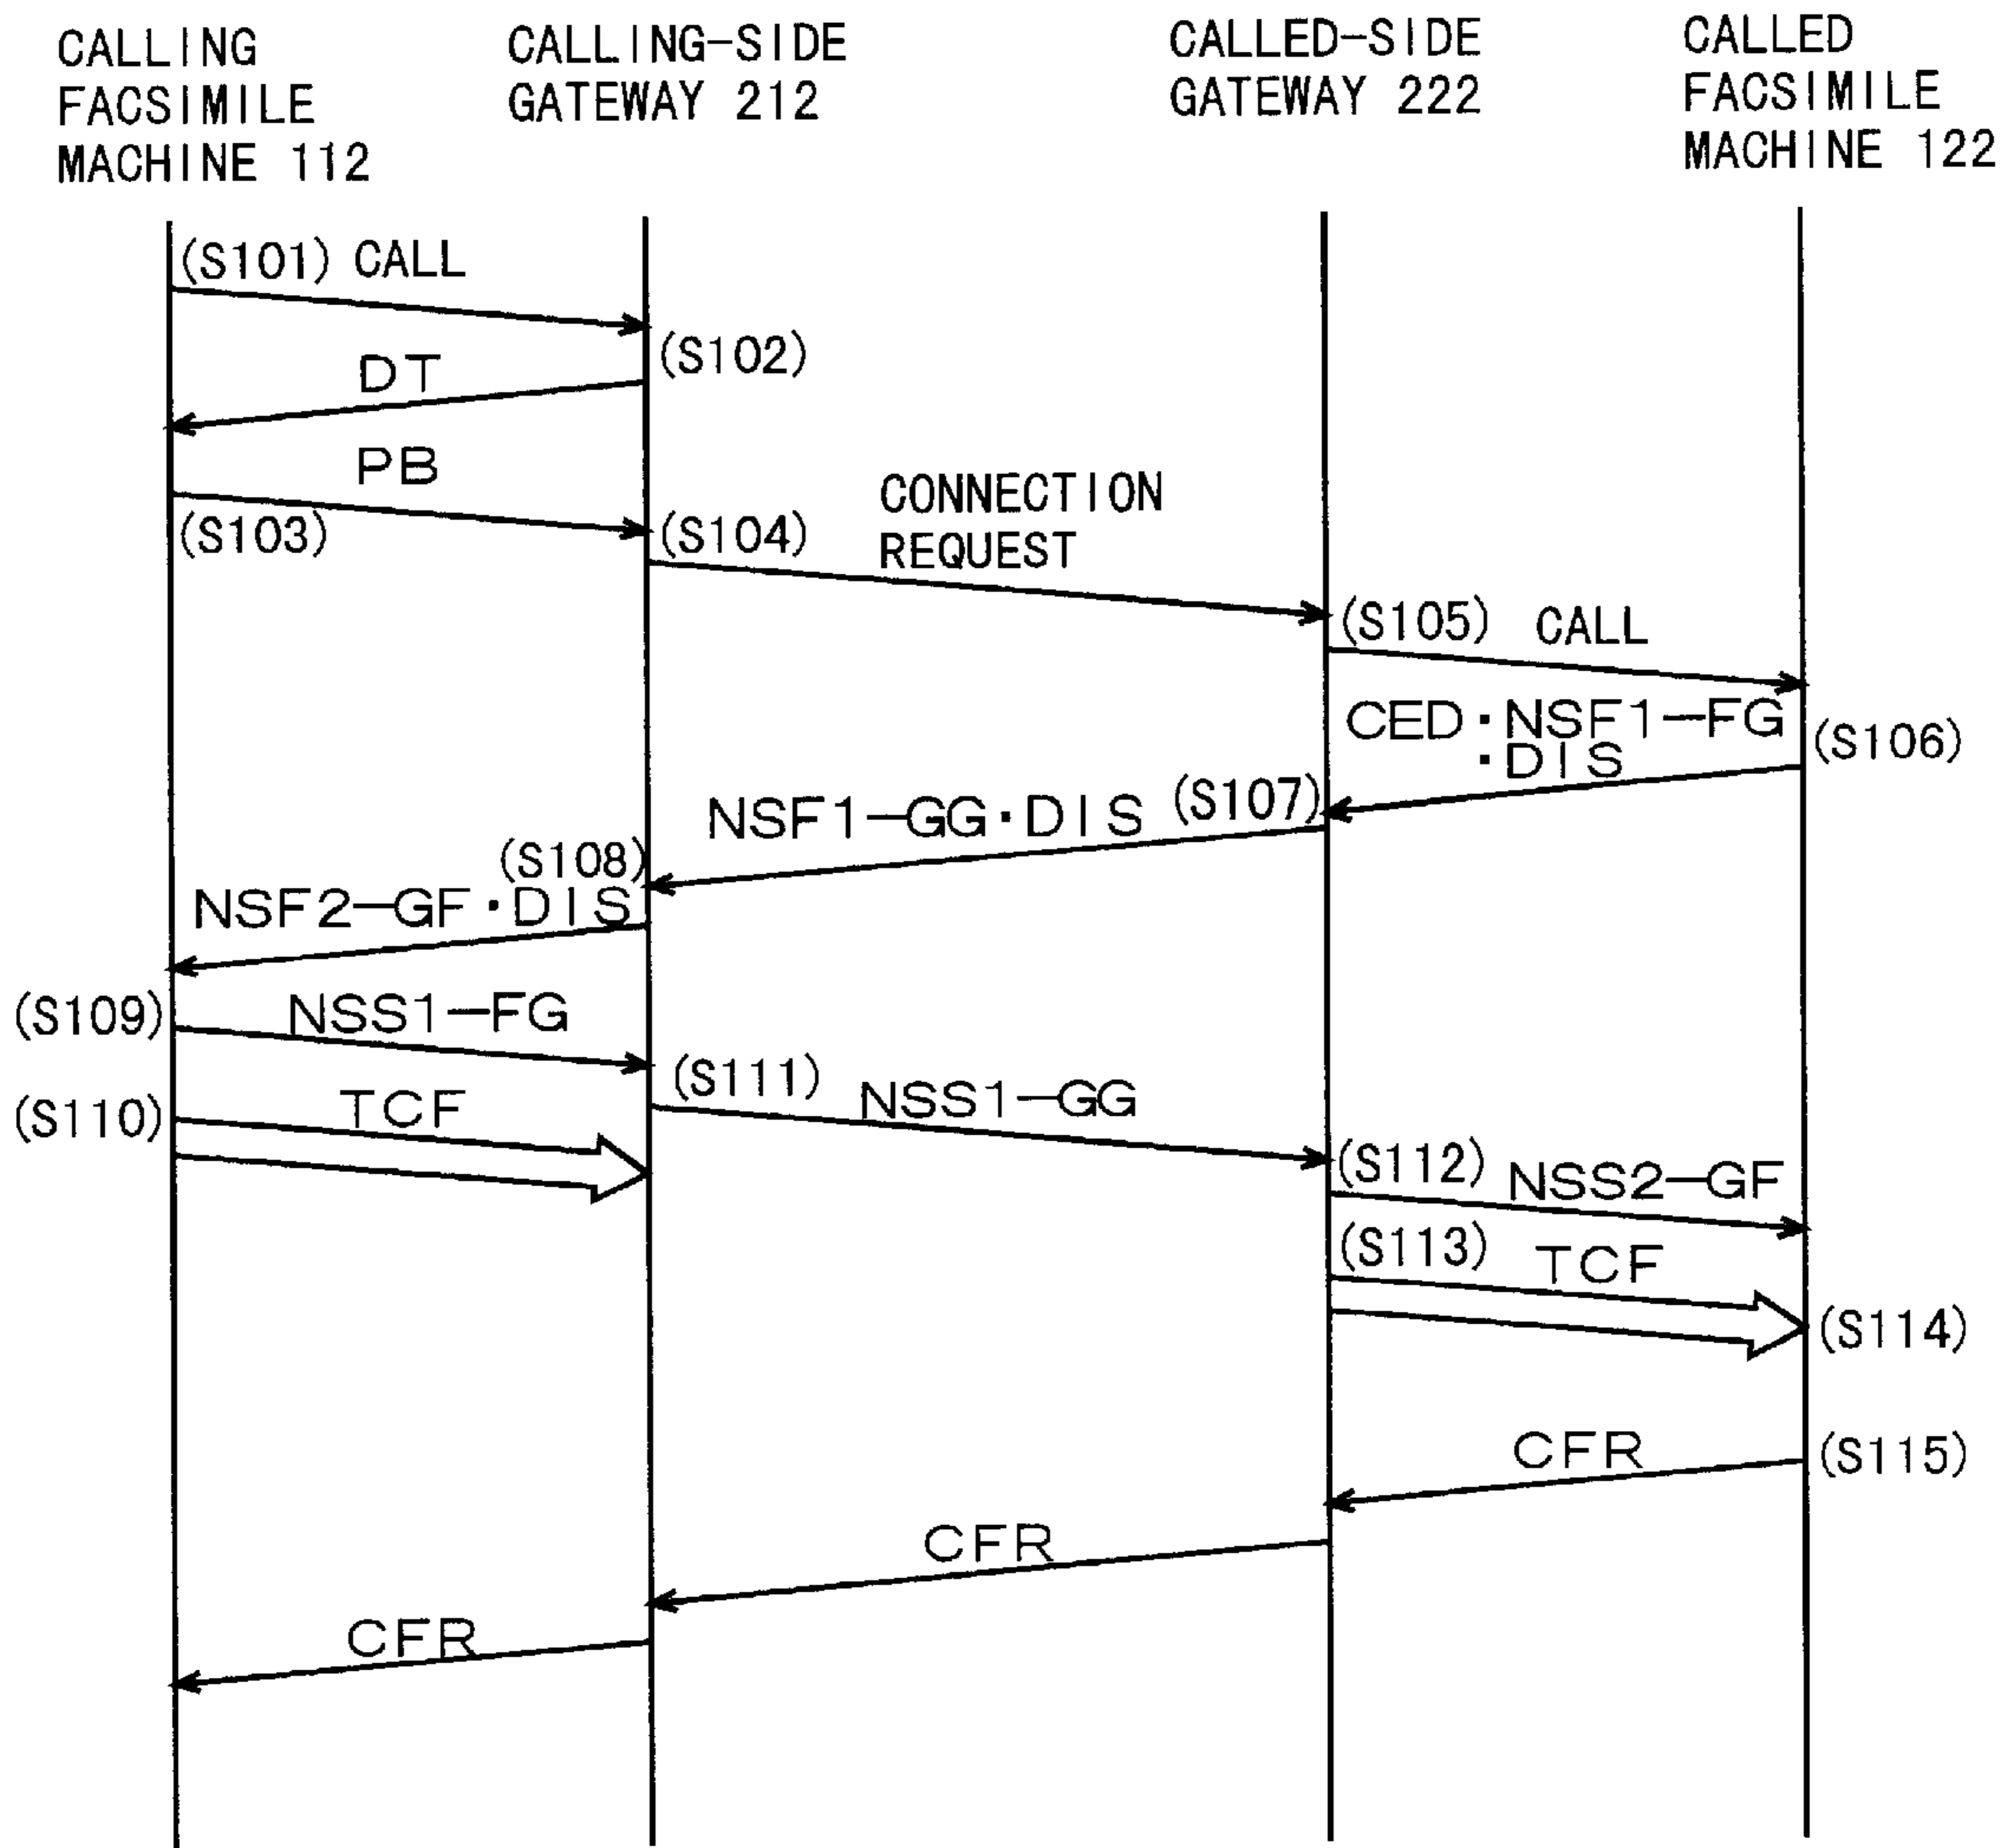 CALLING
FACSIMILE
MACHINE 112
CALLING-SIDE
GATEWAY 212
CALLED-SIDE
GATEWAY 222
CALLED
FACSIMILE
MACHINE 122
(S101) CALL
(S102)
DT
PB
(S103)
(S104)
CONNECTION
REQUEST
(S105) CALL
CED·NSF1-FG
·DIS
(S106)
(S107)
NSF1-GG·DIS
(S108)
NSF2-GF·DIS
(S109)
NSS1-FG
(S110)
TCF
(S111)
NSS1-GG
(S112)
NSS2-GF
(S113)
TCF
(S114)
CFR
(S115)
CFR
CFR